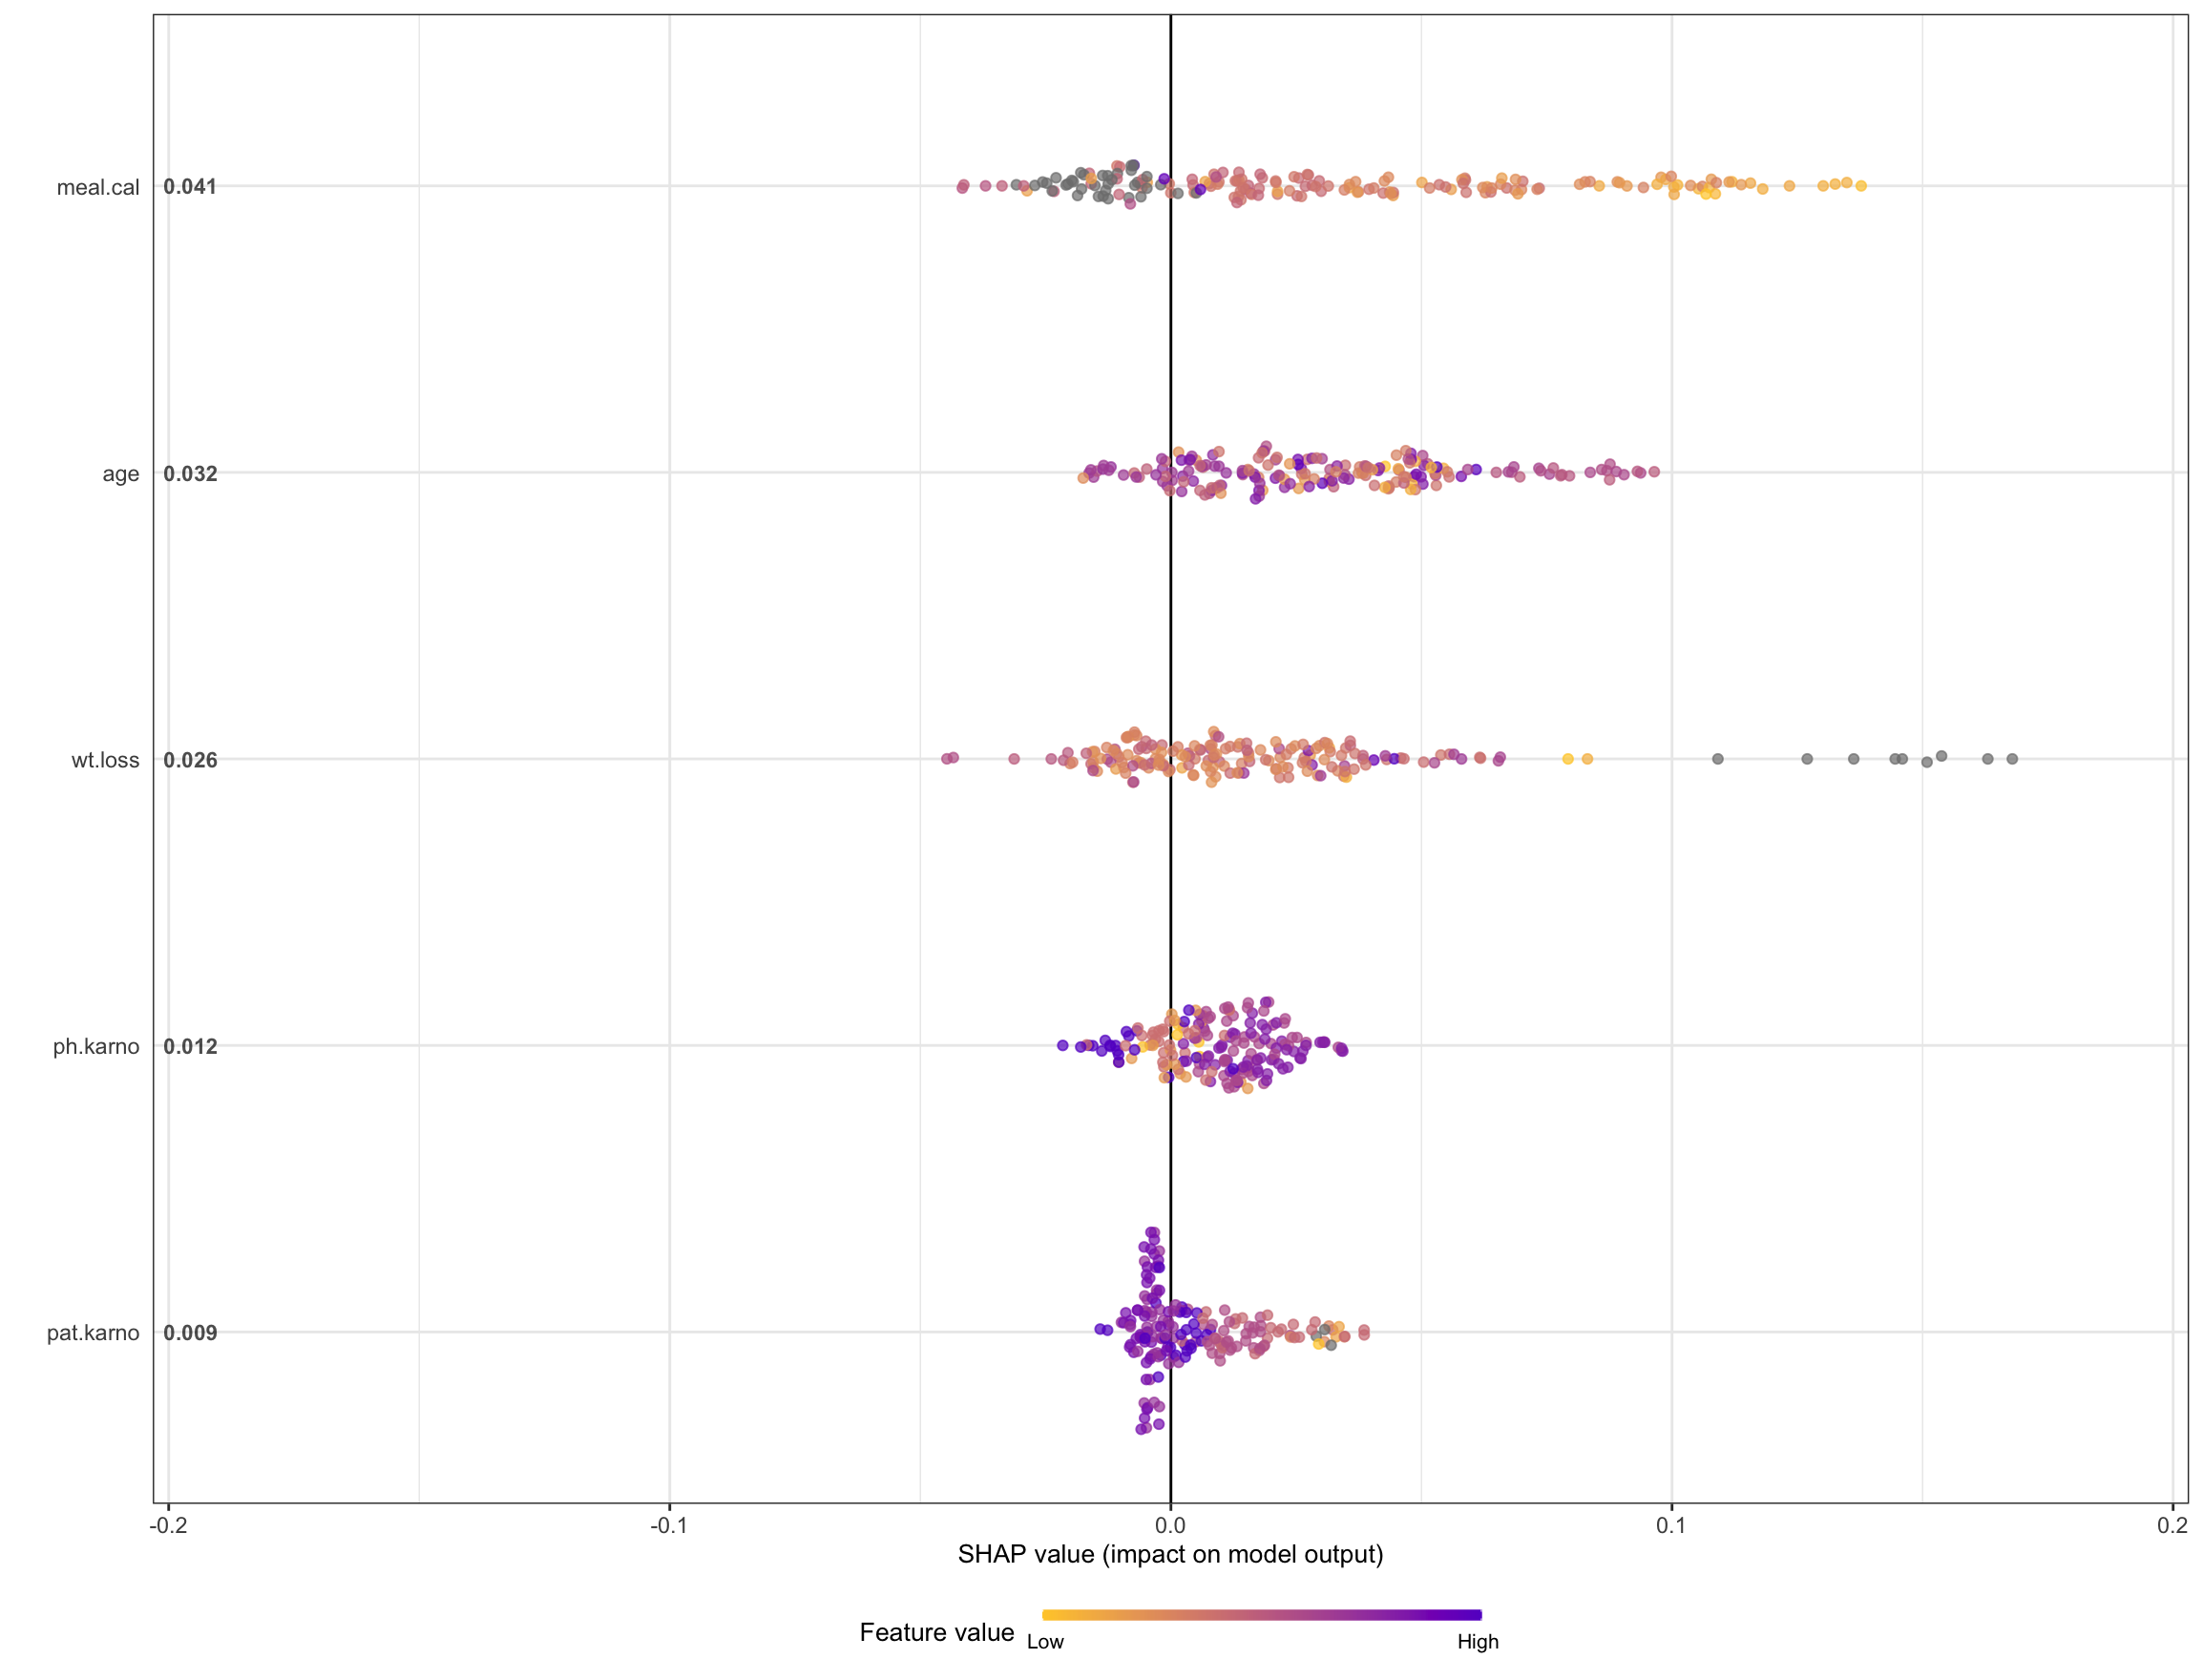 meal.cal 0.041
age 0.032
wt.loss 0.026
ph.karno 0.012
pat.karno 0.009
-0.2 -0.1 0.0 0.1 0.2
SHAP value (impact on model output)
Feature value
Low High